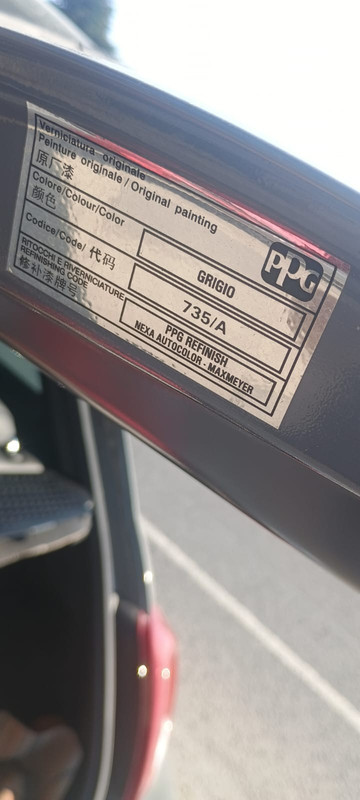 Verniciatura originale
Peinture originale / Original painting
原厂漆
PPG
Colore/Colour/Color
颜色
GRIGIO
Codice/Code/ 代码
735/A
RITOCCHI E RIVERNICIATURE
REFINISHING CODE
修补漆牌号
PPG REFINISH
NEXA AUTOCOLOR - MAXMEYER